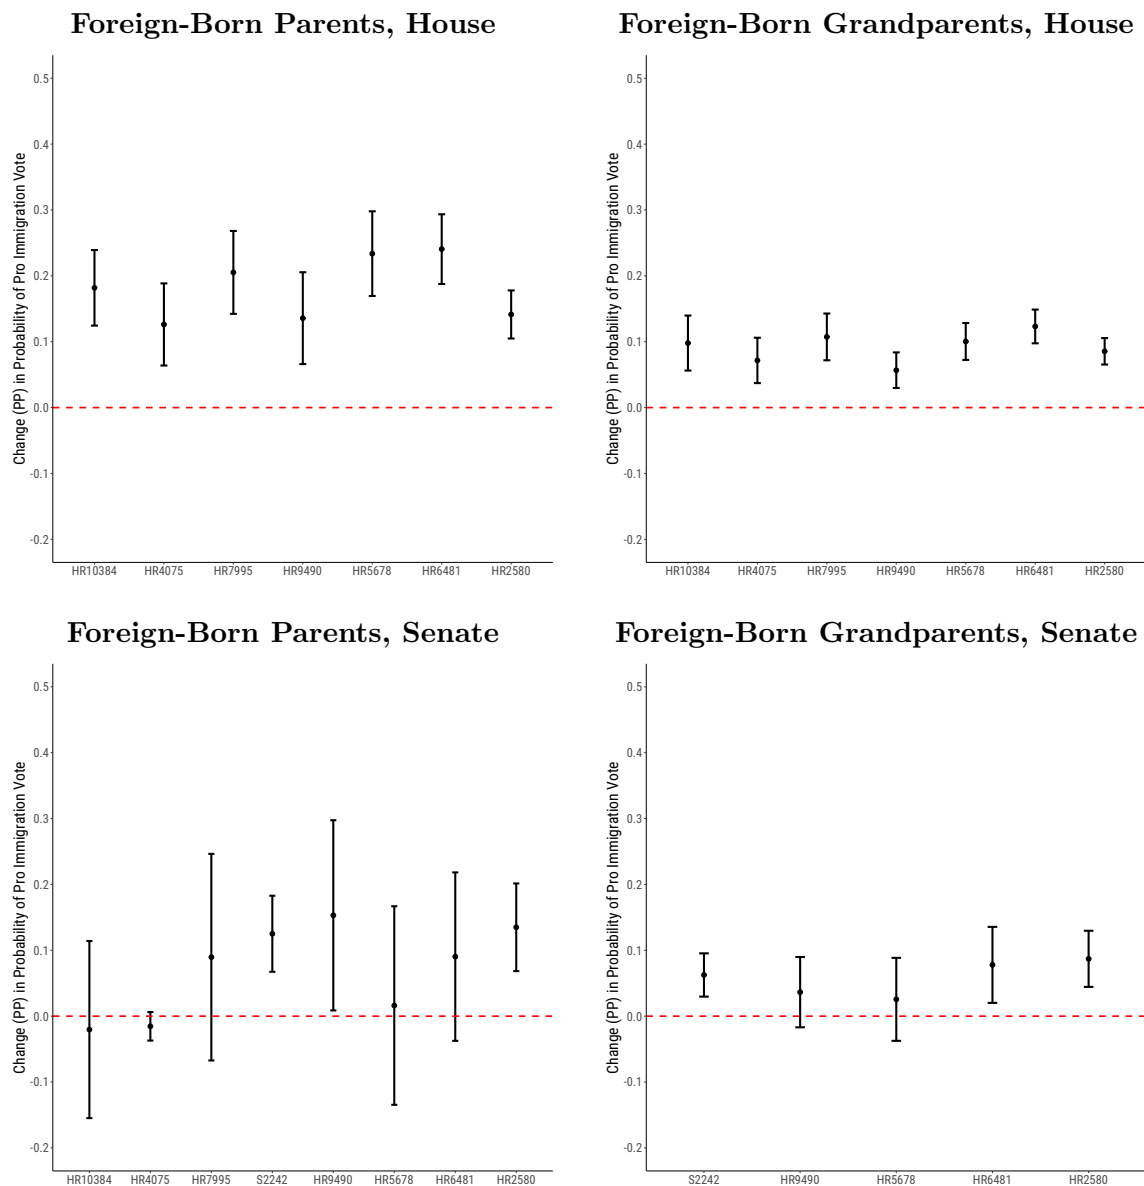 Foreign-Born Parents, House
Change (PP) in Probability of Pro Immigration Vote
0.5
0.4
0.3
0.2
0.1
0.0
-0.1
-0.2
HR10384 HR4075 HR7995 HR9490 HR5678 HR6481 HR2580
Foreign-Born Grandparents, House
Change (PP) in Probability of Pro Immigration Vote
0.5
0.4
0.3
0.2
0.1
0.0
-0.1
-0.2
HR10384 HR4075 HR7995 HR9490 HR5678 HR6481 HR2580
Foreign-Born Parents, Senate
Change (PP) in Probability of Pro Immigration Vote
0.5
0.4
0.3
0.2
0.1
0.0
-0.1
-0.2
HR10384 HR4075 HR7995 S2242 HR9490 HR5678 HR6481 HR2580
Foreign-Born Grandparents, Senate
Change (PP) in Probability of Pro Immigration Vote
0.5
0.4
0.3
0.2
0.1
0.0
-0.1
-0.2
S2242 HR9490 HR5678 HR6481 HR2580